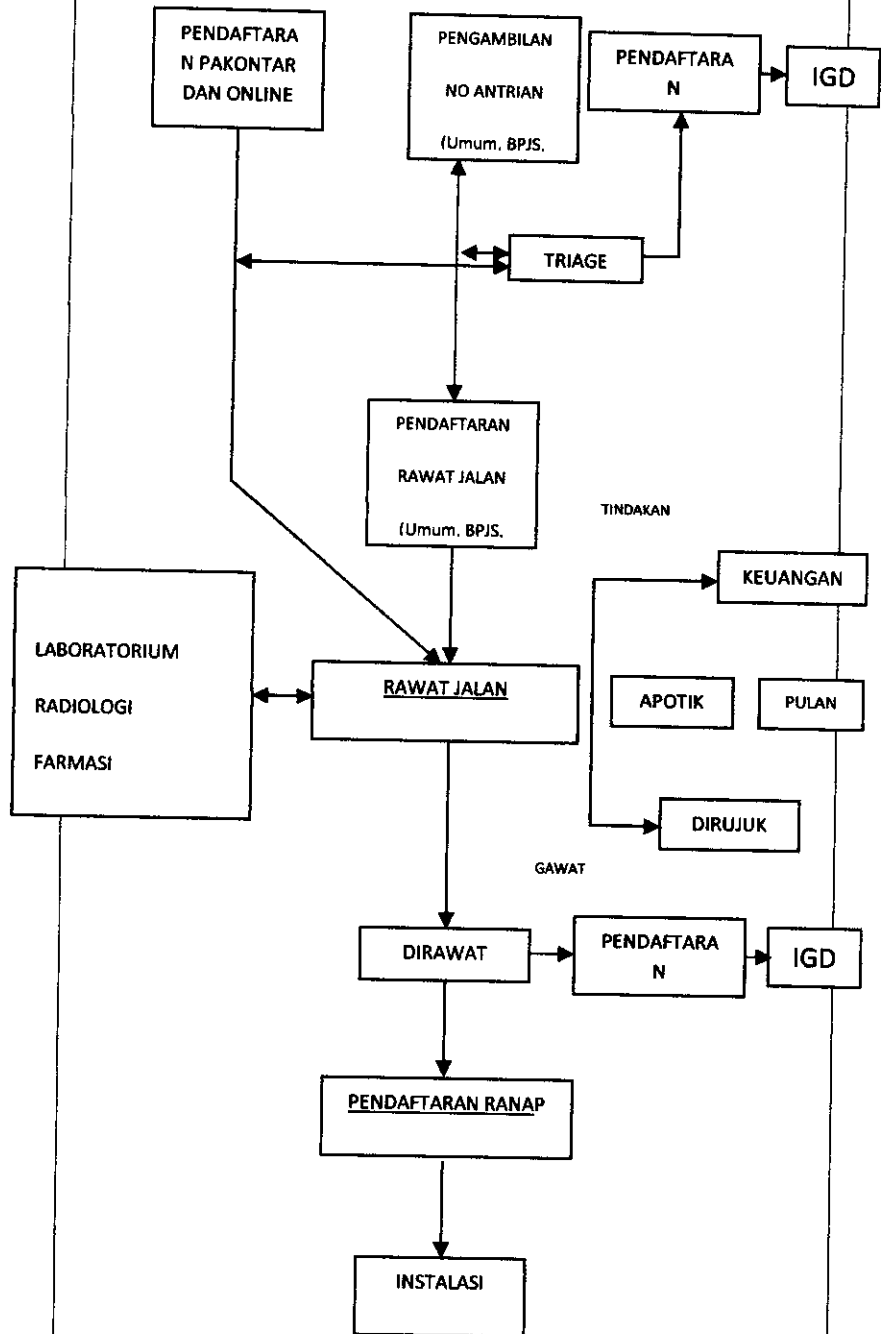 PENDAFTARA
N PAKONTAR
DAN ONLINE
PENGAMBILAN
NO ANTRIAN
(Umum. BPJS.
PENDAFTARA
N
IGD
TRIAGE
PENDAFTARAN
RAWAT JALAN
(Umum. BPJS.
TINDAKAN
KEUANGAN
LABORATORIUM
RADIOLOGI
FARMASI
RAWAT JALAN
APOTIK
PULAN
DIRUJUK
GAWAT
DIRAWAT
PENDAFTARA
N
IGD
PENDAFTARAN RANAP
INSTALASI